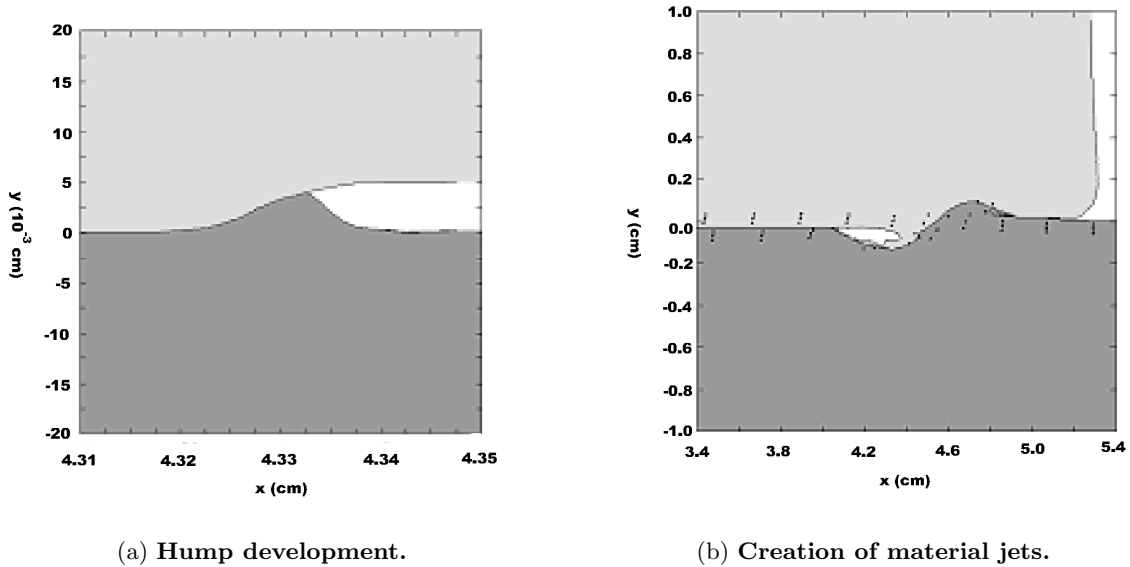 20
15
10
5
0
-5
-10
-15
-20
y (10⁻³ cm)
4.31 4.32 4.33 4.34 4.35
x (cm)
(a) Hump development.
1.0
0.8
0.6
0.4
0.2
0.0
-0.2
-0.4
-0.6
-0.8
-1.0
y (cm)
3.4 4.0 4.2 4.6 5.0 5.4
x (cm)
(b) Creation of material jets.